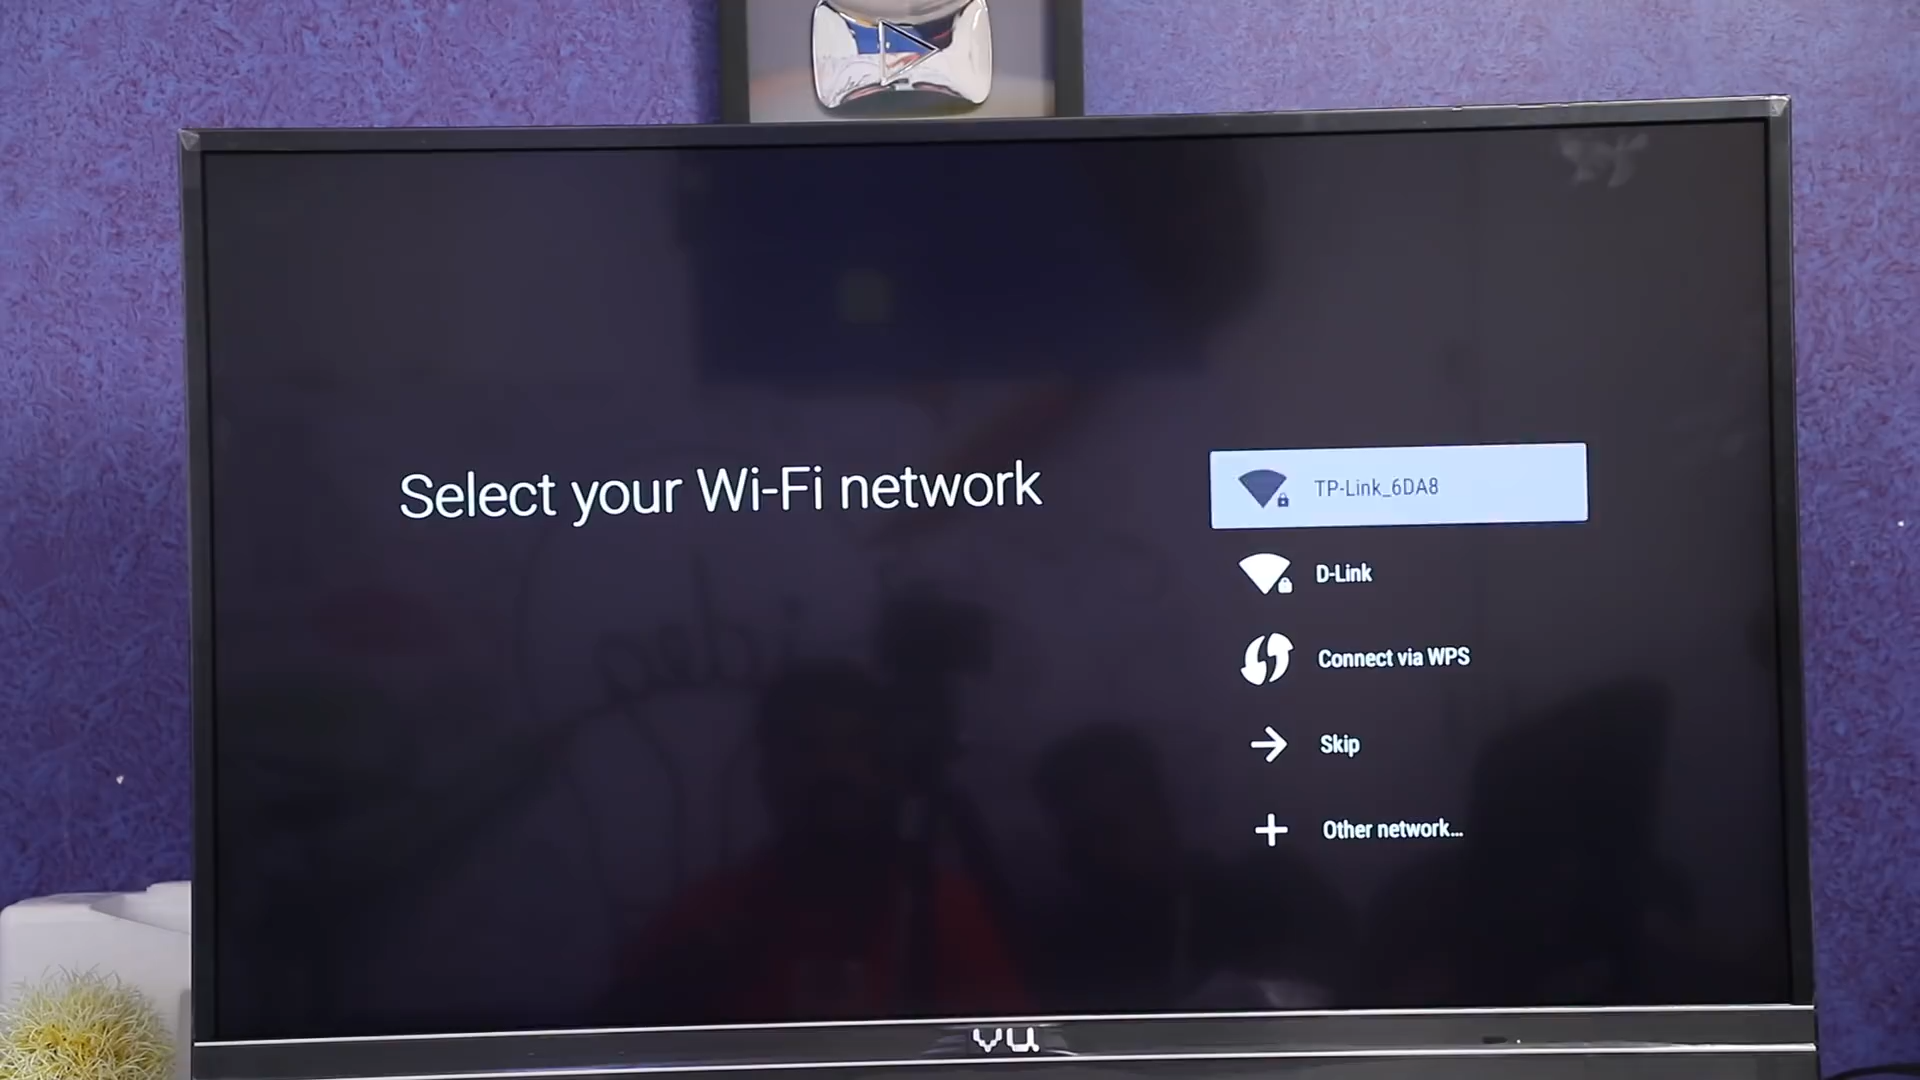 Select your Wi-Fi network
TP-Link_6DA8
D-Link
Connect via WPS
Skip
Other network...
VU